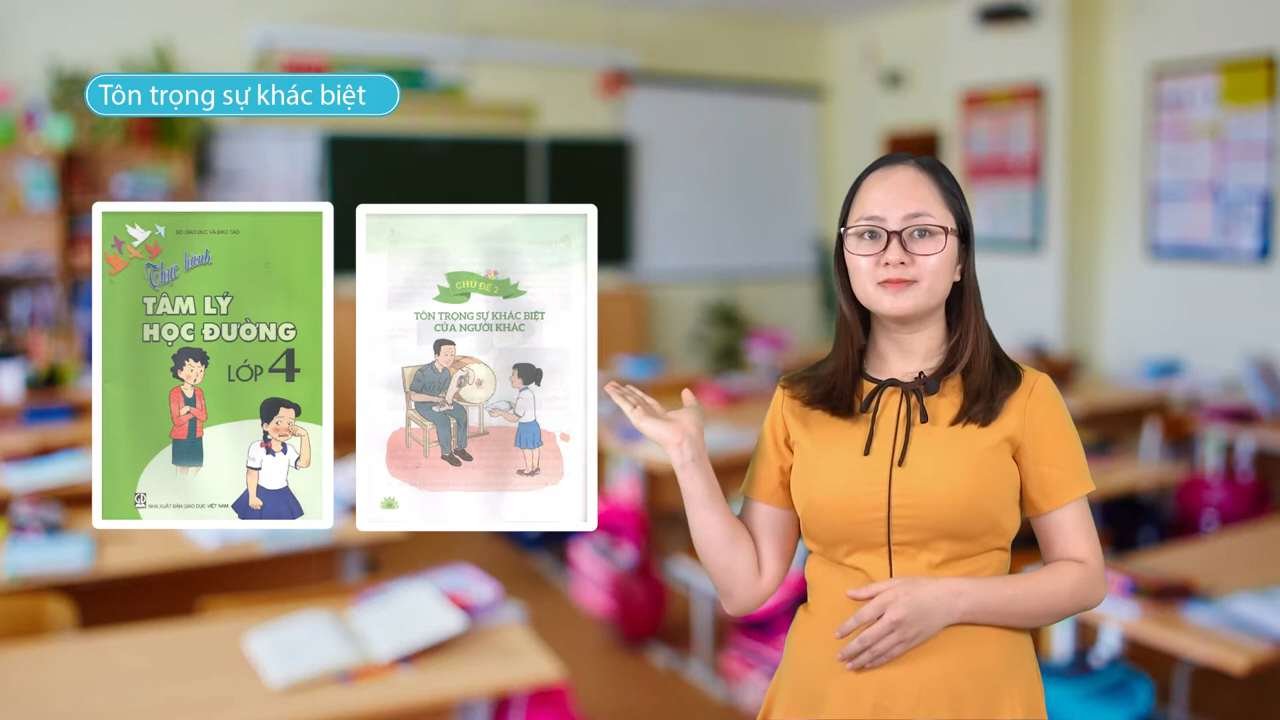 Tôn trọng sự khác biệt
BỘ GIÁO DỤC VÀ ĐÀO TẠO
Thực hành
TÂM LÝ
HỌC ĐƯỜNG
LỚP 4
NHÀ XUẤT BẢN GIÁO DỤC VIỆT NAM
CHỦ ĐỀ 2
TÔN TRỌNG SỰ KHÁC BIỆT
CỦA NGƯỜI KHÁC